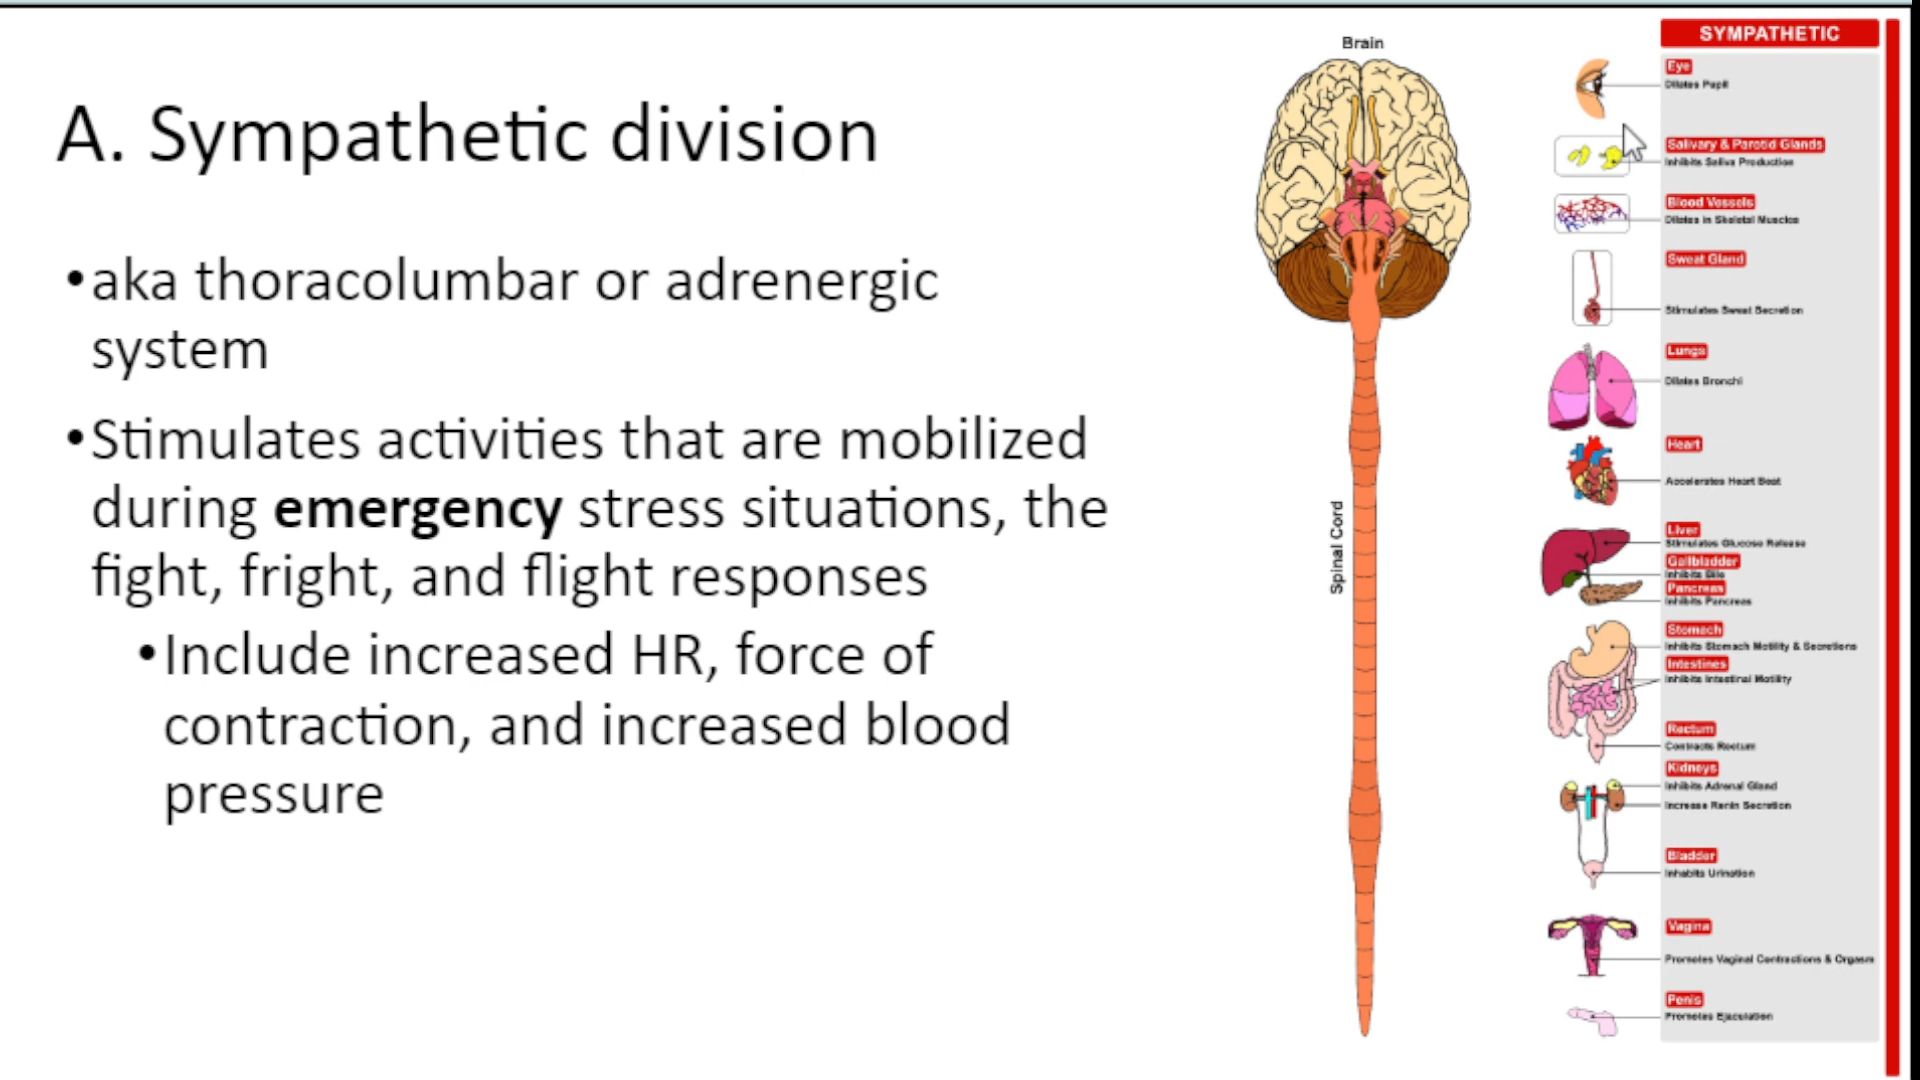 A. Sympathetic division
•aka thoracolumbar or adrenergic
system
•Stimulates activities that are mobilized
during emergency stress situations, the
fight, fright, and flight responses
•Include increased HR, force of
contraction, and increased blood
pressure
Brain
Spinal Cord
SYMPATHETIC
Eye
Dilates Pupil
Salivary & Parotid Glands
Inhibits Saliva Production
Blood Vessels
Dilates in Skeletal Muscles
Sweat Gland
Stimulates Sweat Secretion
Lungs
Dilates Bronchi
Heart
Accelerates Heart Beat
Liver
Stimulates Glucose Release
Gallbladder
Inhibits Bile
Pancreas
Inhibits Pancreas
Stomach
Inhibits Stomach Motility & Secretions
Intestines
Inhibits Intestinal Motility
Rectum
Contracts Rectum
Kidneys
Inhibits Adrenal Gland
Increase Renin Secretion
Bladder
Inhabits Urination
Vagina
Promotes Vaginal Contractions & Orgasm
Penis
Promotes Ejaculation